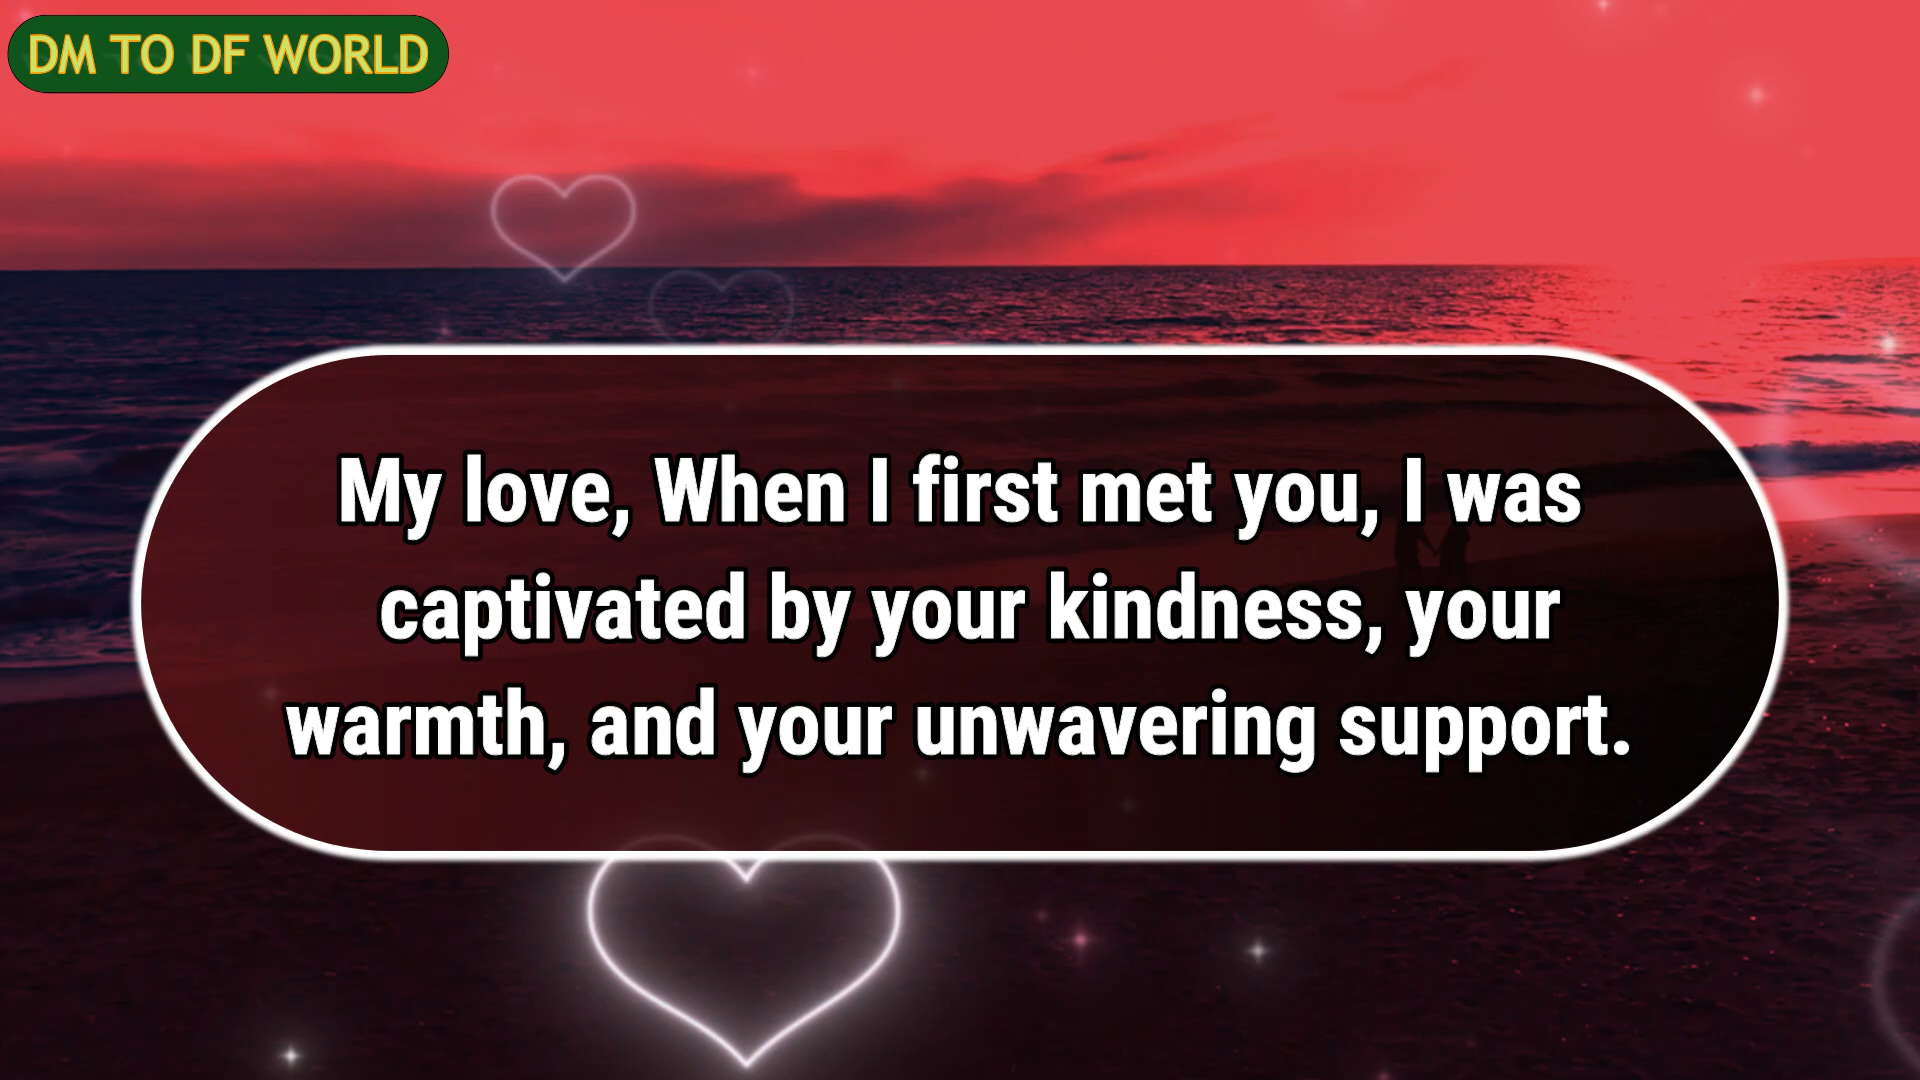 DM TO DF WORLD
My love, When I first met you, I was
captivated by your kindness, your
warmth, and your unwavering support.